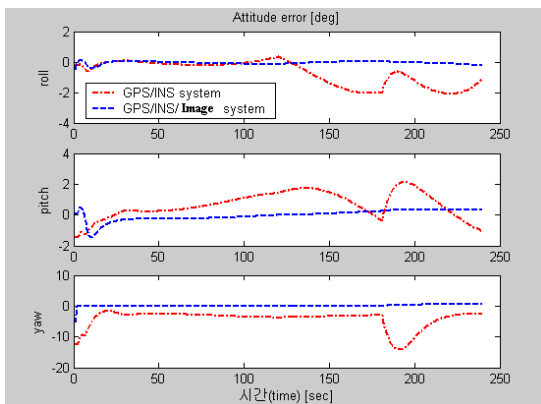 Attitude error [deg]
2
0
-2
-4
roll
GPS/INS system
GPS/INS/Image system
0 50 100 150 200 250
4
2
0
-2
pitch
0 50 100 150 200 250
10
0
-10
-20
yaw
0 50 100 150 200 250
시간(time) [sec]